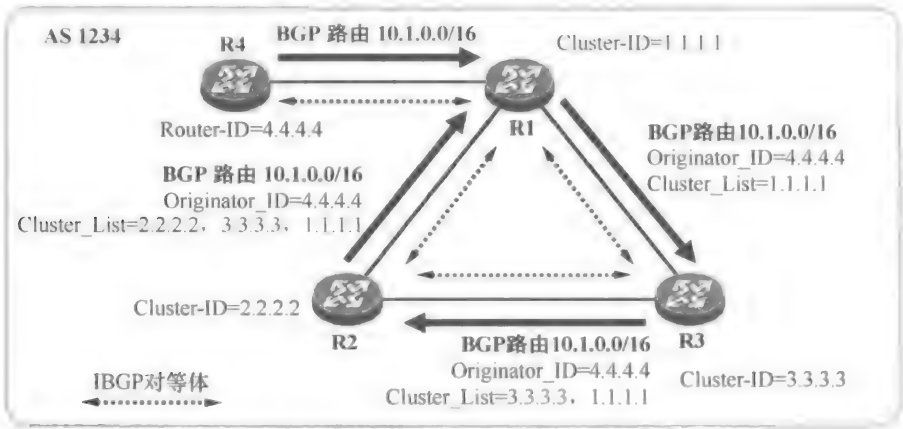 AS 1234
R4
BGP 路由 10.1.0.0/16
Cluster-ID=1.1.1.1
R1
Router-ID=4.4.4.4
BGP路由10.1.0.0/16
Originator_ID=4.4.4.4
Cluster_List=1.1.1.1
BGP 路由 10.1.0.0/16
Originator_ID=4.4.4.4
Cluster_List=2.2.2.2，3.3.3.3，1.1.1.1
Cluster-ID=2.2.2.2
R2
R3
BGP路由10.1.0.0/16
Originator_ID=4.4.4.4
Cluster_List=3.3.3.3，1.1.1.1
Cluster-ID=3.3.3.3
IBGP对等体